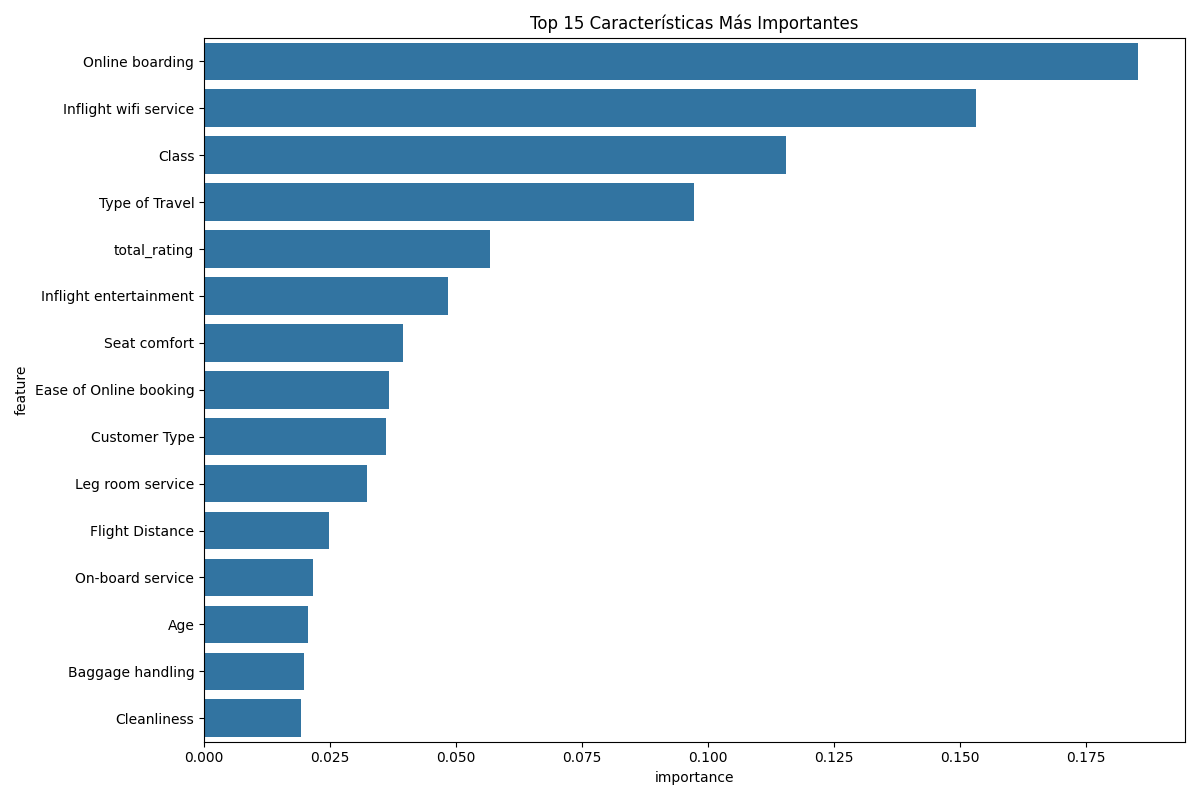 Top 15 Características Más Importantes
Online boarding
Inflight wifi service
Class
Type of Travel
total_rating
Inflight entertainment
Seat comfort
Ease of Online booking
Customer Type
Leg room service
Flight Distance
On-board service
Age
Baggage handling
Cleanliness
feature
0.000 0.025 0.050 0.075 0.100 0.125 0.150 0.175
importance